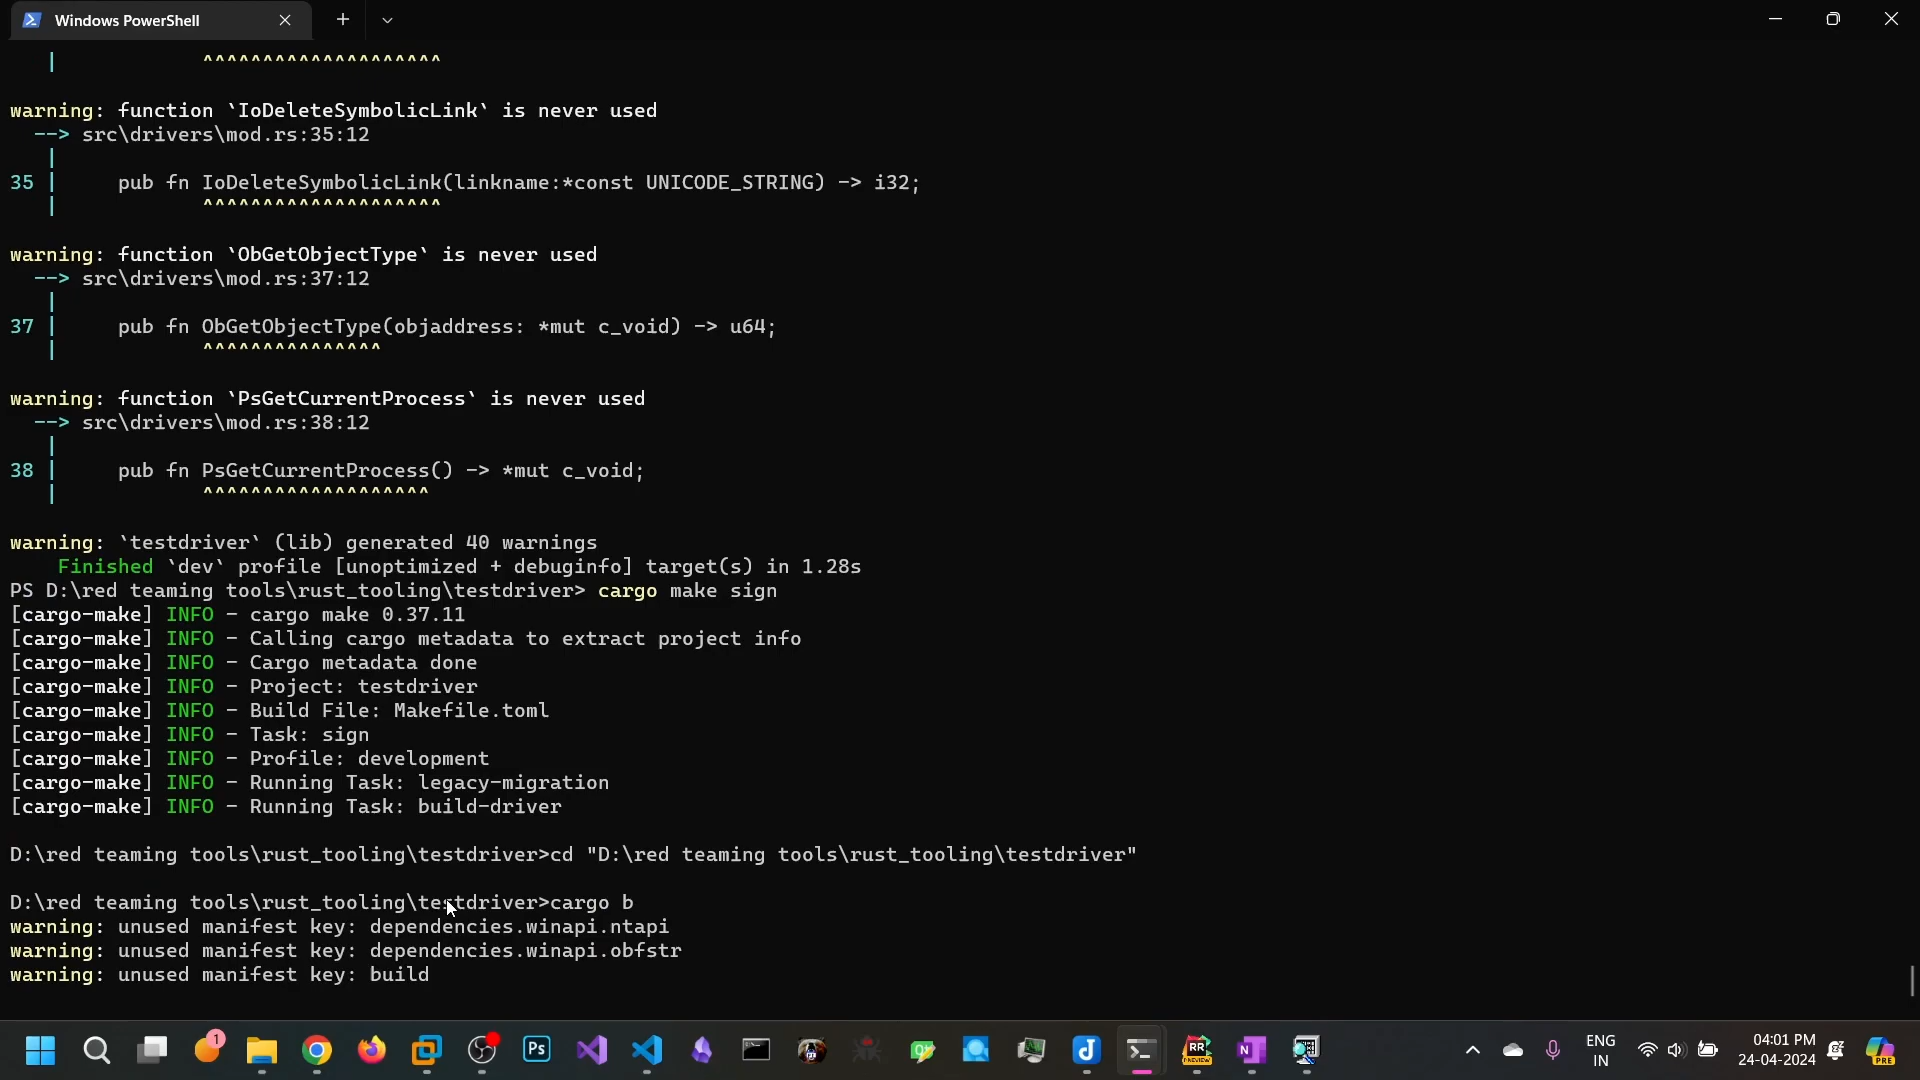 Windows PowerShell
|          ^^^^^^^^^^^^^^^^^^^^
warning: function `IoDeleteSymbolicLink` is never used
--> src\drivers\mod.rs:35:12
|
35 |     pub fn IoDeleteSymbolicLink(linkname:*const UNICODE_STRING) -> i32;
|            ^^^^^^^^^^^^^^^^^^^^
warning: function `ObGetObjectType` is never used
--> src\drivers\mod.rs:37:12
|
37 |     pub fn ObGetObjectType(objaddress: *mut c_void) -> u64;
|            ^^^^^^^^^^^^^^^
warning: function `PsGetCurrentProcess` is never used
--> src\drivers\mod.rs:38:12
|
38 |     pub fn PsGetCurrentProcess() -> *mut c_void;
|            ^^^^^^^^^^^^^^^^^^^
warning: `testdriver` (lib) generated 40 warnings
Finished `dev` profile [unoptimized + debuginfo] target(s) in 1.28s
PS D:\red teaming tools\rust_tooling\testdriver> cargo make sign
[cargo-make] INFO - cargo make 0.37.11
[cargo-make] INFO - Calling cargo metadata to extract project info
[cargo-make] INFO - Cargo metadata done
[cargo-make] INFO - Project: testdriver
[cargo-make] INFO - Build File: Makefile.toml
[cargo-make] INFO - Task: sign
[cargo-make] INFO - Profile: development
[cargo-make] INFO - Running Task: legacy-migration
[cargo-make] INFO - Running Task: build-driver
D:\red teaming tools\rust_tooling\testdriver>cd "D:\red teaming tools\rust_tooling\testdriver"
D:\red teaming tools\rust_tooling\testdriver>cargo b
warning: unused manifest key: dependencies.winapi.ntapi
warning: unused manifest key: dependencies.winapi.obfstr
warning: unused manifest key: build
1
Ps
RR
PREVIEW
N
ENG
IN
04:01 PM
24-04-2024
PRE